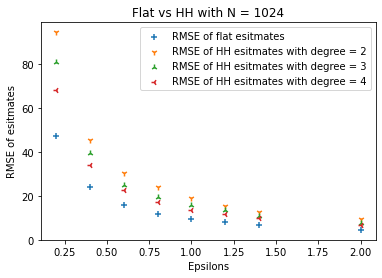 Flat vs HH with N = 1024
RMSE of flat esitmates
RMSE of HH esitmates with degree = 2
RMSE of HH esitmates with degree = 3
RMSE of HH esitmates with degree = 4
RMSE of esitmates
80
60
40
20
0
0.25
0.50
0.75
1.00
1.25
1.50
1.75
2.00
Epsilons